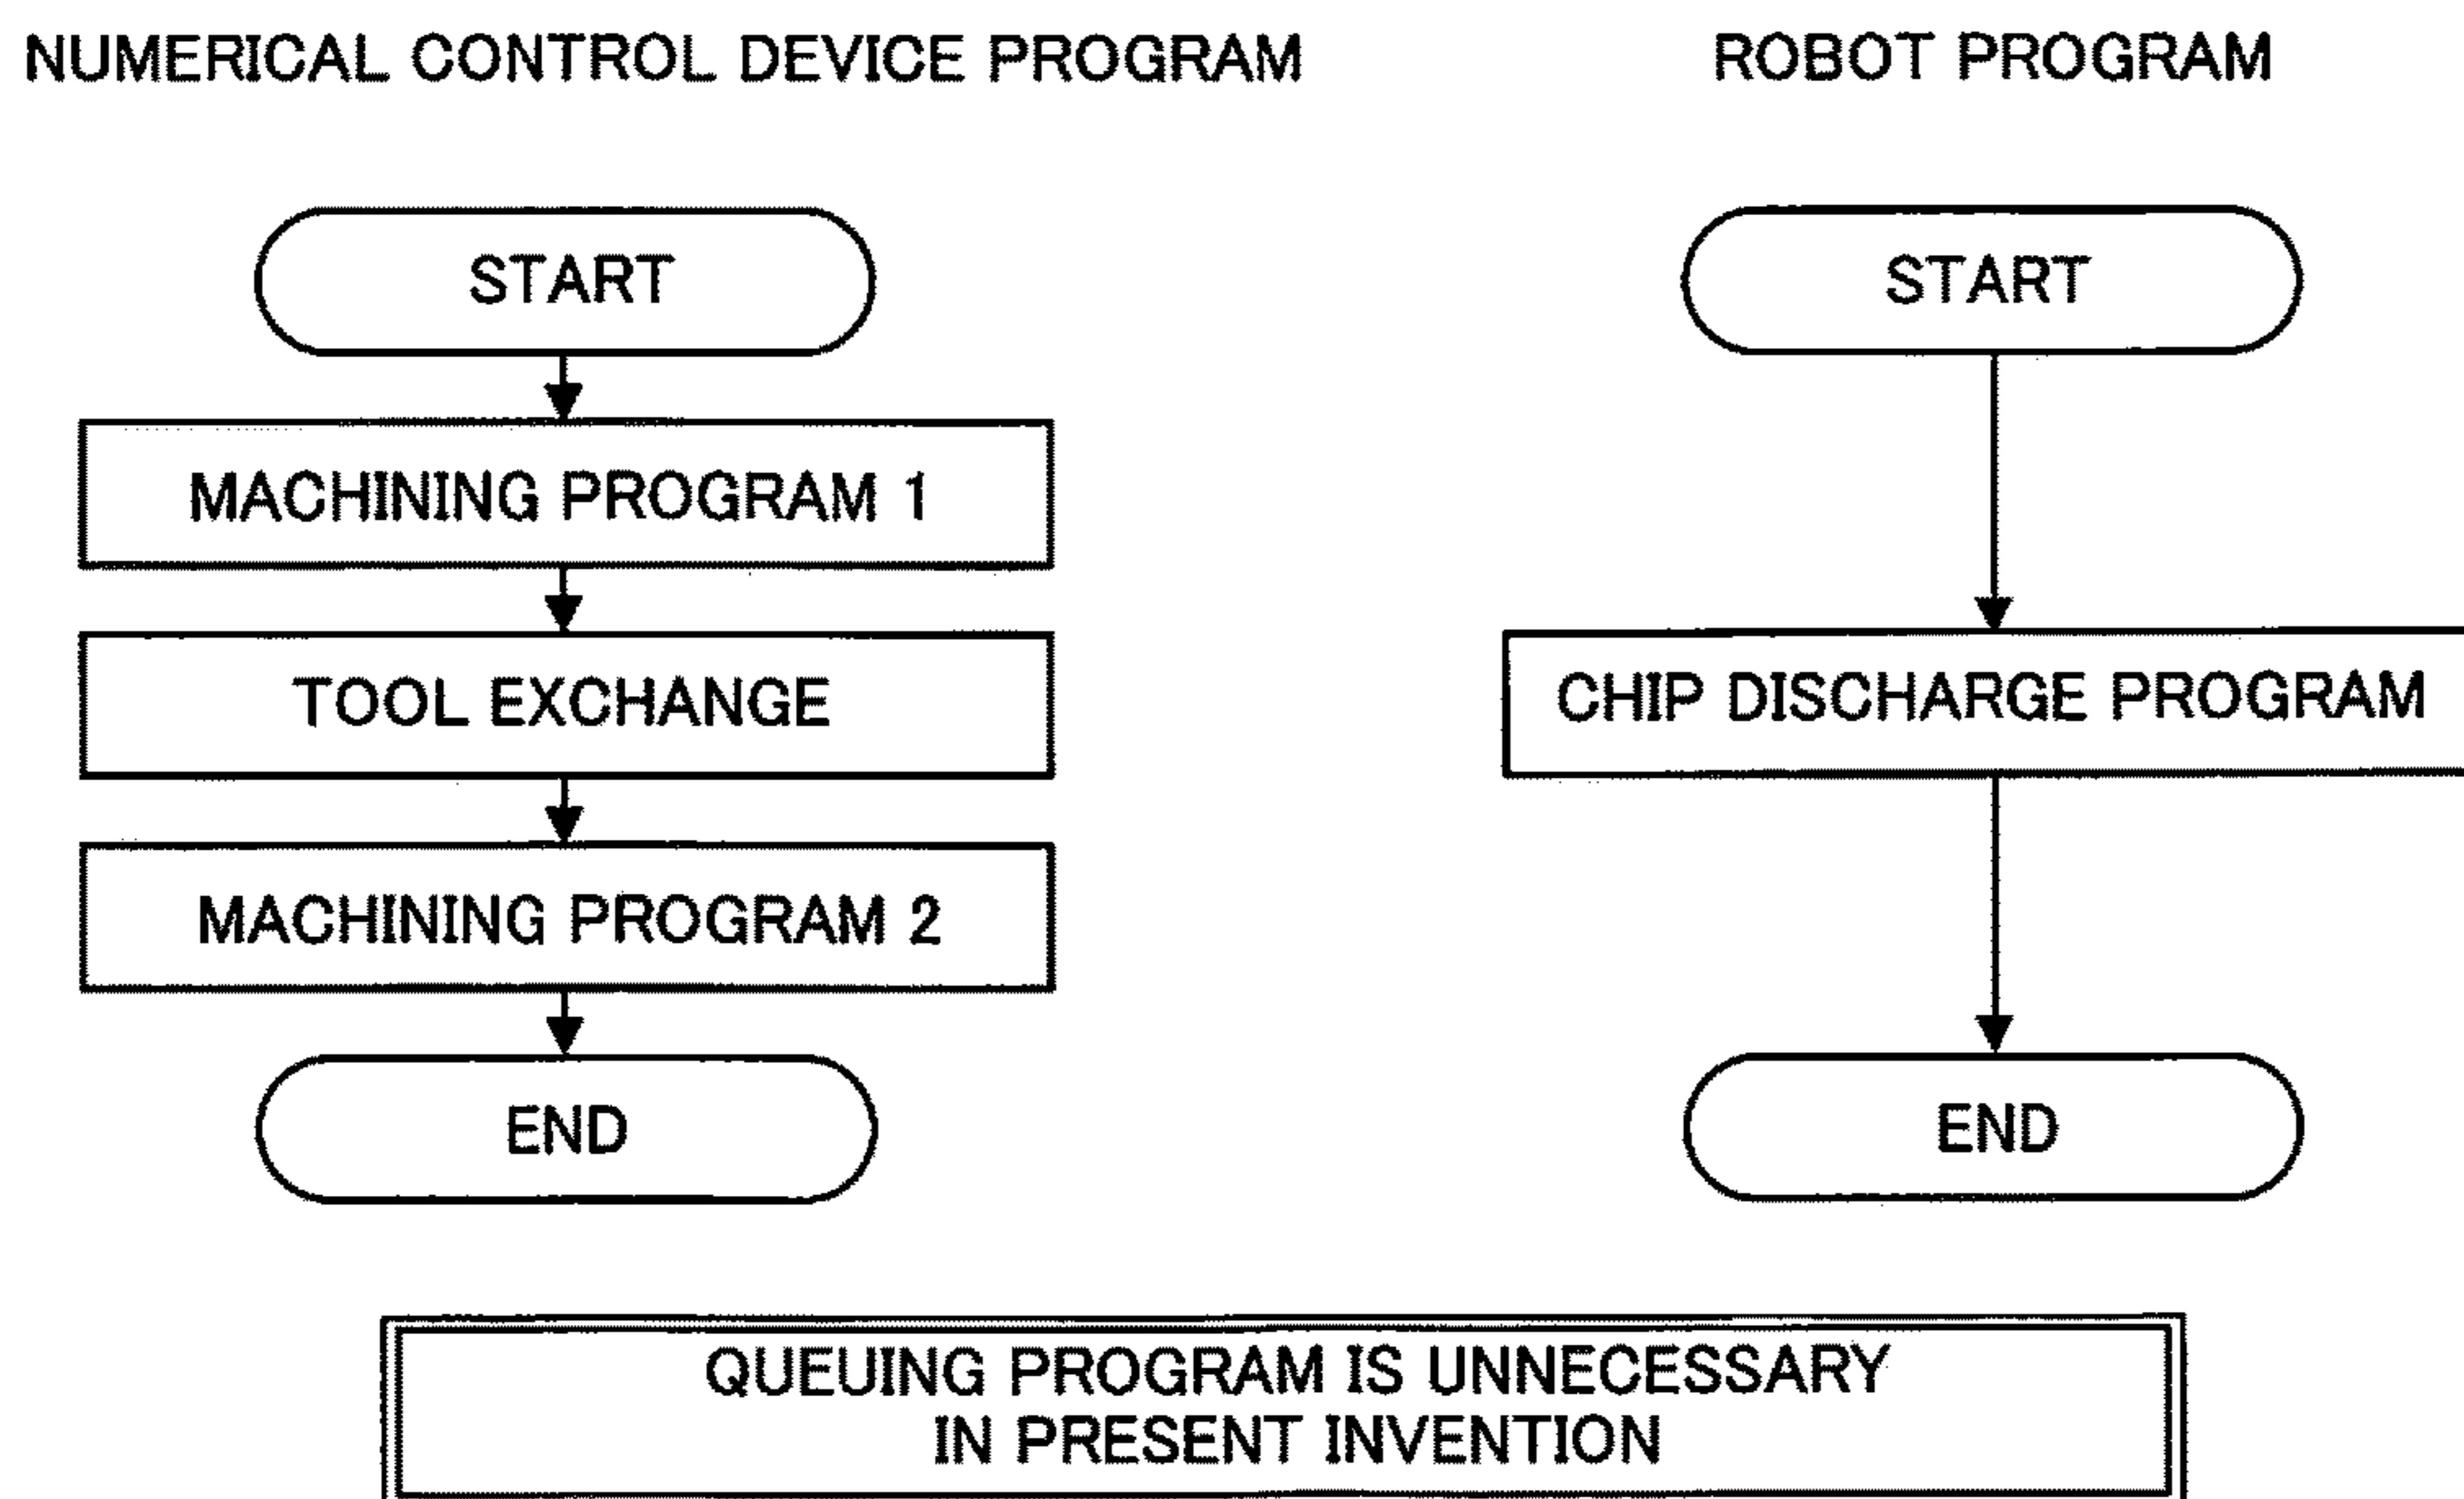 NUMERICAL CONTROL DEVICE PROGRAM
START
MACHINING PROGRAM 1
TOOL EXCHANGE
MACHINING PROGRAM 2
END
ROBOT PROGRAM
START
CHIP DISCHARGE PROGRAM
END
QUEUING PROGRAM IS UNNECESSARY
IN PRESENT INVENTION